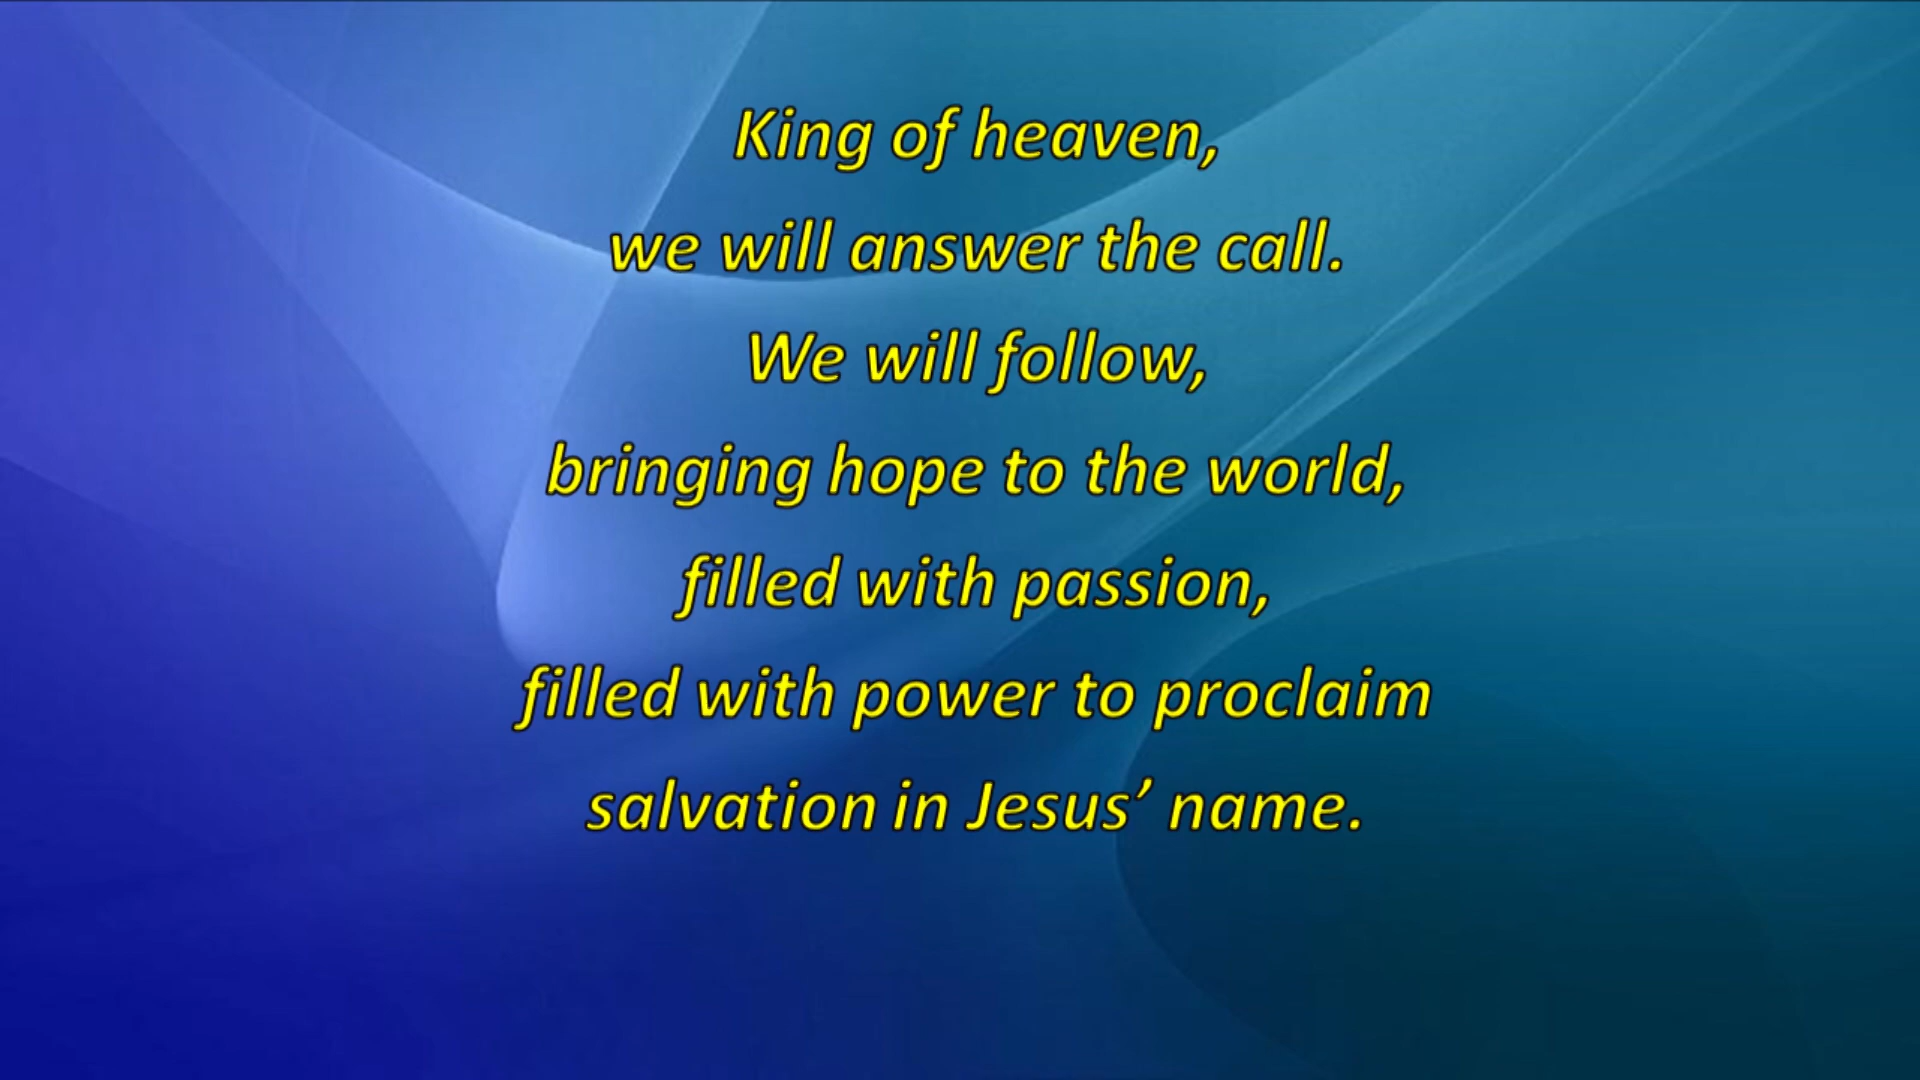 King of heaven,
we will answer the call.
We will follow,
bringing hope to the world,
filled with passion,
filled with power to proclaim
salvation in Jesus’ name.